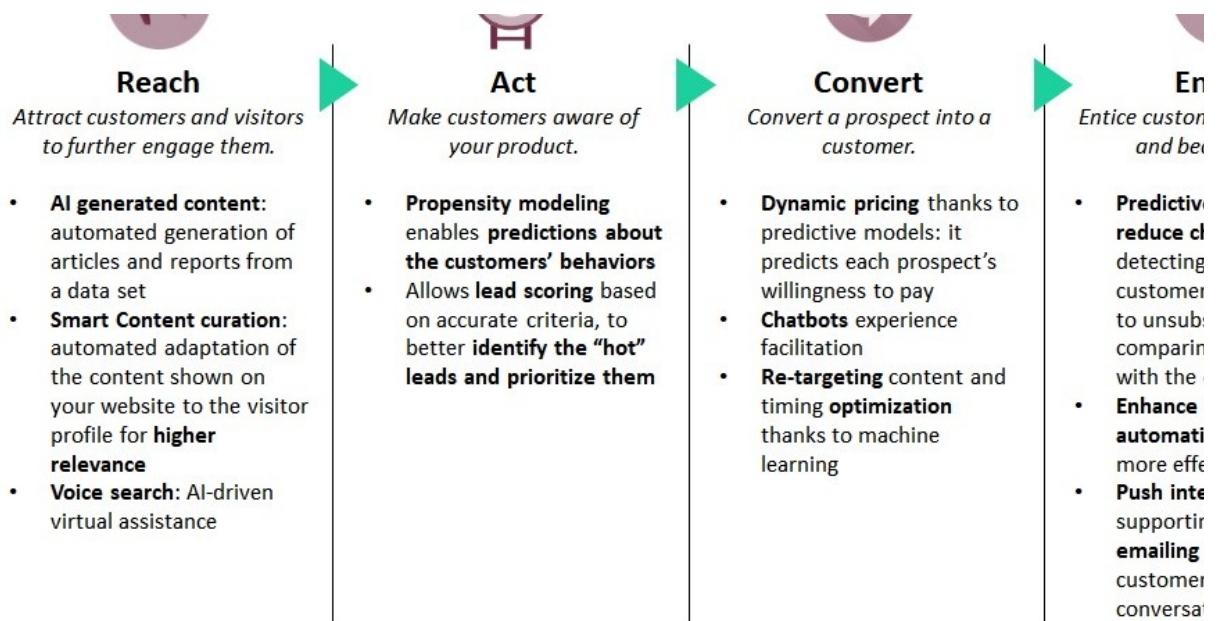 Reach
Attract customers and visitors
to further engage them.
• AI generated content:
automated generation of
articles and reports from
a data set
• Smart Content curation:
automated adaptation of
the content shown on
your website to the visitor
profile for higher
relevance
• Voice search: AI-driven
virtual assistance
Act
Make customers aware of
your product.
• Propensity modeling
enables predictions about
the customers’ behaviors
• Allows lead scoring based
on accurate criteria, to
better identify the “hot”
leads and prioritize them
Convert
Convert a prospect into a
customer.
• Dynamic pricing thanks to
predictive models: it
predicts each prospect’s
willingness to pay
• Chatbots experience
facilitation
• Re-targeting content and
timing optimization
thanks to machine
learning
Entice
and
•
reduce
detecting
to
with the
• Enhance
more
• Push
emailing